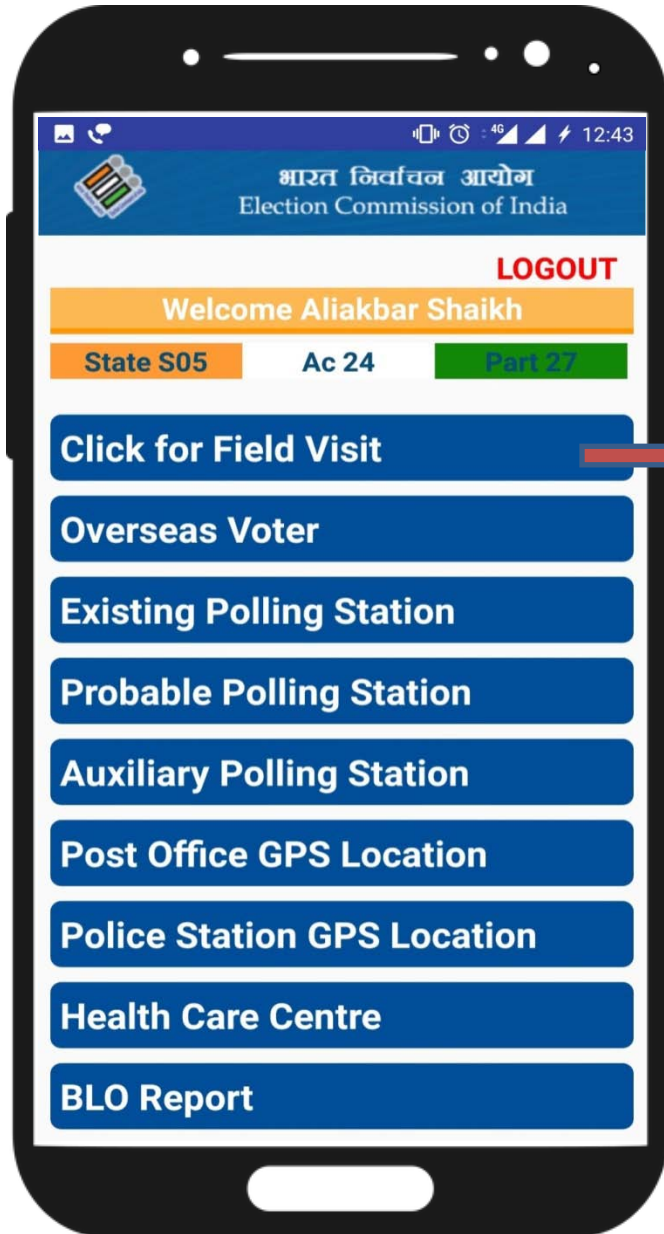 4G 12:43
भारत निर्वाचन आयोग
Election Commission of India
LOGOUT
Welcome Aliakbar Shaikh
State S05 Ac 24 Part 27
Click for Field Visit
Overseas Voter
Existing Polling Station
Probable Polling Station
Auxiliary Polling Station
Post Office GPS Location
Police Station GPS Location
Health Care Centre
BLO Report